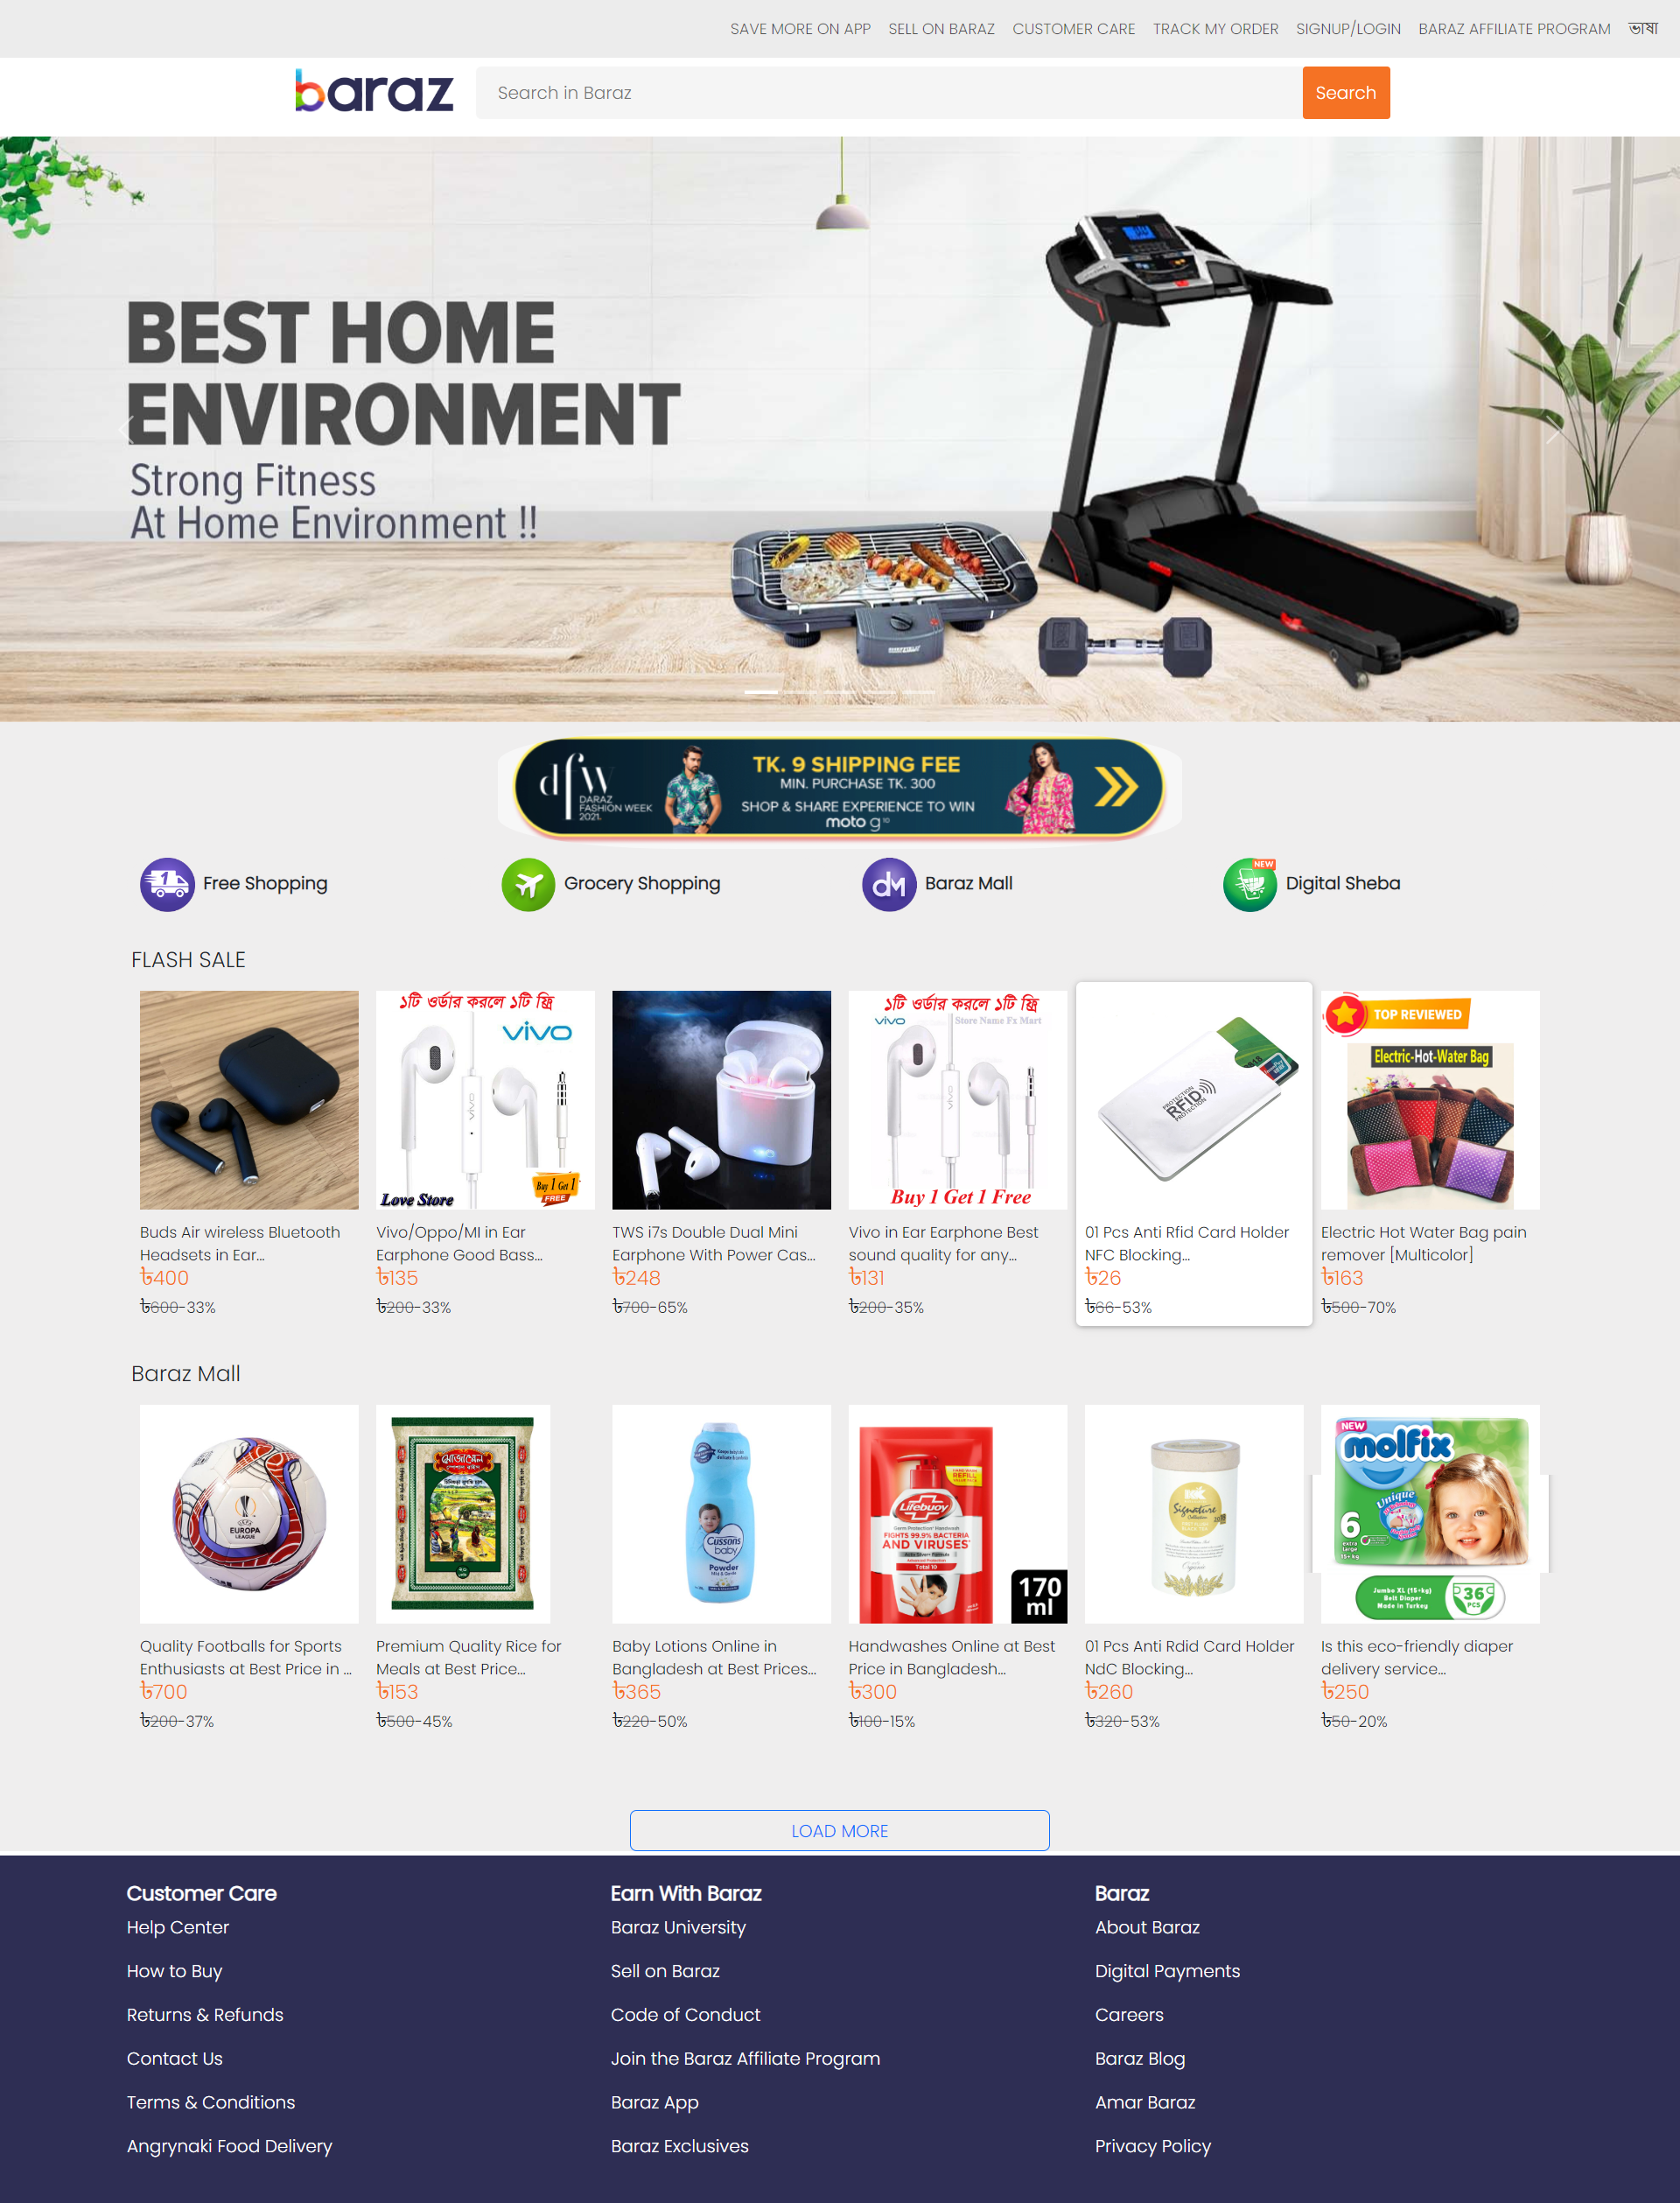 SAVE MORE ON APP SELL ON BARAZ CUSTOMER CARE TRACK MY ORDER SIGNUP/LOGIN BARAZ AFFILIATE PROGRAM ভাষা
baraz Search in Baraz Search
BEST HOME
ENVIRONMENT
Strong Fitness
At Home Environment !!
dfw
DARAZ
FASHION WEEK
2021.
TK. 9 SHIPPING FEE
MIN. PURCHASE TK. 300
SHOP & SHARE EXPERIENCE TO WIN
moto g10
1 Free Shopping
Grocery Shopping
dM Baraz Mall
NEW Digital Sheba
FLASH SALE
১টি ওর্ডার করলে ১টি ফ্রি
vivo
Love Store
Buy 1 Get 1
FREE
১টি ওর্ডার করলে ১টি ফ্রি
vivo Store Name Fx Mart
Buy 1 Get 1 Free
PROTECTION
RFID
PROTECTION
TOP REVIEWED
Electric-Hot-Water Bag
Buds Air wireless Bluetooth
Headsets in Ear...
৳400
৳600-33%
Vivo/Oppo/MI in Ear
Earphone Good Bass...
৳135
৳200-33%
TWS i7s Double Dual Mini
Earphone With Power Cas...
৳248
৳700-65%
Vivo in Ear Earphone Best
sound quality for any...
৳131
৳200-35%
01 Pcs Anti Rfid Card Holder
NFC Blocking...
৳26
৳66-53%
Electric Hot Water Bag pain
remover [Multicolor]
৳163
৳500-70%
Baraz Mall
UEFA
EUROPA
LEAGUE
মোজাম্মেল
Cussons
baby
Powder
Lifebuoy
REFILL
FIGHTS 99.9% BACTERIA
AND VIRUSES*
Total 10
170
ml
Signature
NEW
molfix
Unique
6
extra
large
15+ kg
Jumbo XL (15+kg)
Belt Diaper
Made in Turkey
36
PCS
Quality Footballs for Sports
Enthusiasts at Best Price in ...
৳700
৳200-37%
Premium Quality Rice for
Meals at Best Price...
৳153
৳500-45%
Baby Lotions Online in
Bangladesh at Best Prices...
৳365
৳220-50%
Handwashes Online at Best
Price in Bangladesh...
৳300
৳100-15%
01 Pcs Anti Rdid Card Holder
NdC Blocking...
৳260
৳320-53%
Is this eco-friendly diaper
delivery service...
৳250
৳50-20%
LOAD MORE
Customer Care
Help Center
How to Buy
Returns & Refunds
Contact Us
Terms & Conditions
Angrynaki Food Delivery
Earn With Baraz
Baraz University
Sell on Baraz
Code of Conduct
Join the Baraz Affiliate Program
Baraz App
Baraz Exclusives
Baraz
About Baraz
Digital Payments
Careers
Baraz Blog
Amar Baraz
Privacy Policy